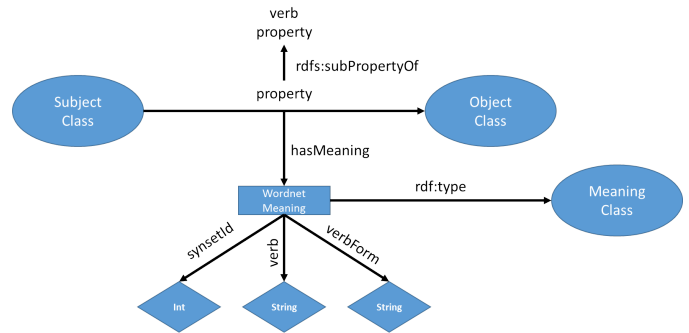 verb
property
rdfs:subPropertyOf
Subject
Class
property
Object
Class
hasMeaning
Wordnet
Meaning
rdf:type
Meaning
Class
synsetId
verb
verbForm
Int
String
String